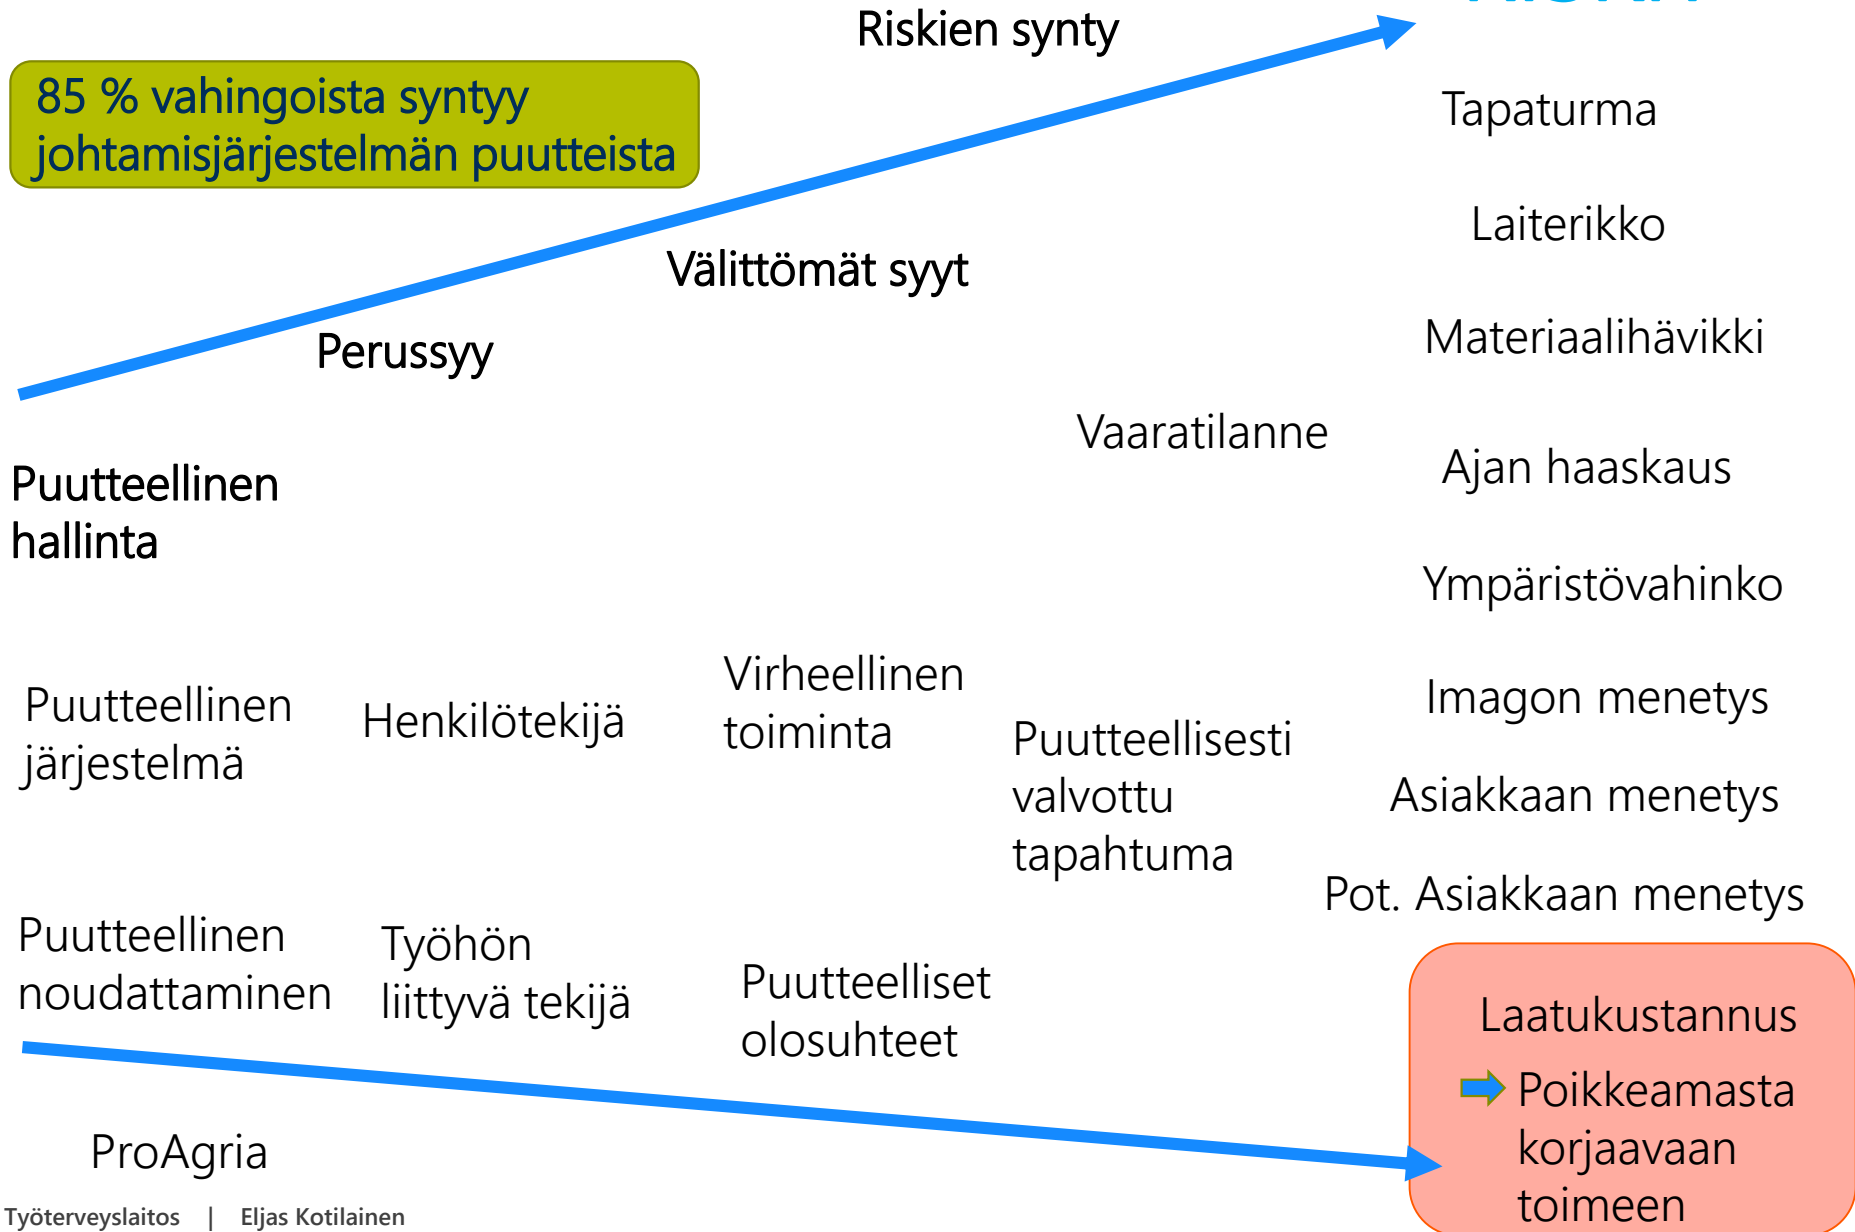 Riskien synty
85 % vahingoista syntyy
johtamisjärjestelmän puutteista
Välittömät syyt
Perussyy
Puutteellinen
hallinta
Vaaratilanne
Tapaturma
Laiterikko
Materiaalihävikki
Ajan haaskaus
Ympäristövahinko
Imagon menetys
Asiakkaan menetys
Pot. Asiakkaan menetys
Puutteellinen
järjestelmä
Henkilötekijä
Virheellinen
toiminta
Puutteellisesti
valvottu
tapahtuma
Puutteellinen
noudattaminen
Työhön
liittyvä tekijä
Puutteelliset
olosuhteet
Laatukustannus
Poikkeamasta
korjaavaan
toimeen
ProAgria
Työterveyslaitos | Eljas Kotilainen